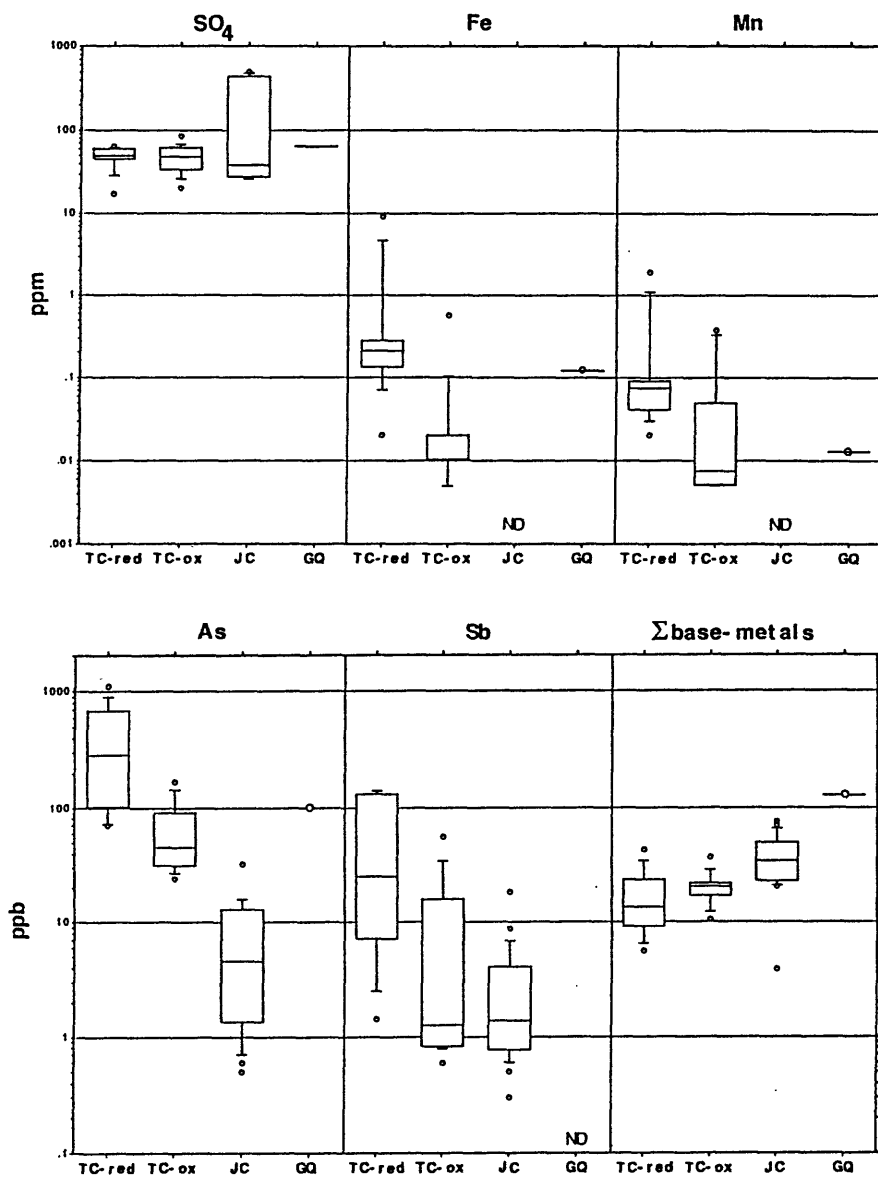 SO4 Fe Mn
1000
100
10
1
.1
.01
.001
ppm
ND ND
TC-red TC-ox JC GQ TC-red TC-ox JC GQ TC-red TC-ox JC GQ
As Sb Σbase-metals
1000
100
10
1
.1
ppb
ND
TC-red TC-ox JC GQ TC-red TC-ox JC GQ TC-red TC-ox JC GQ